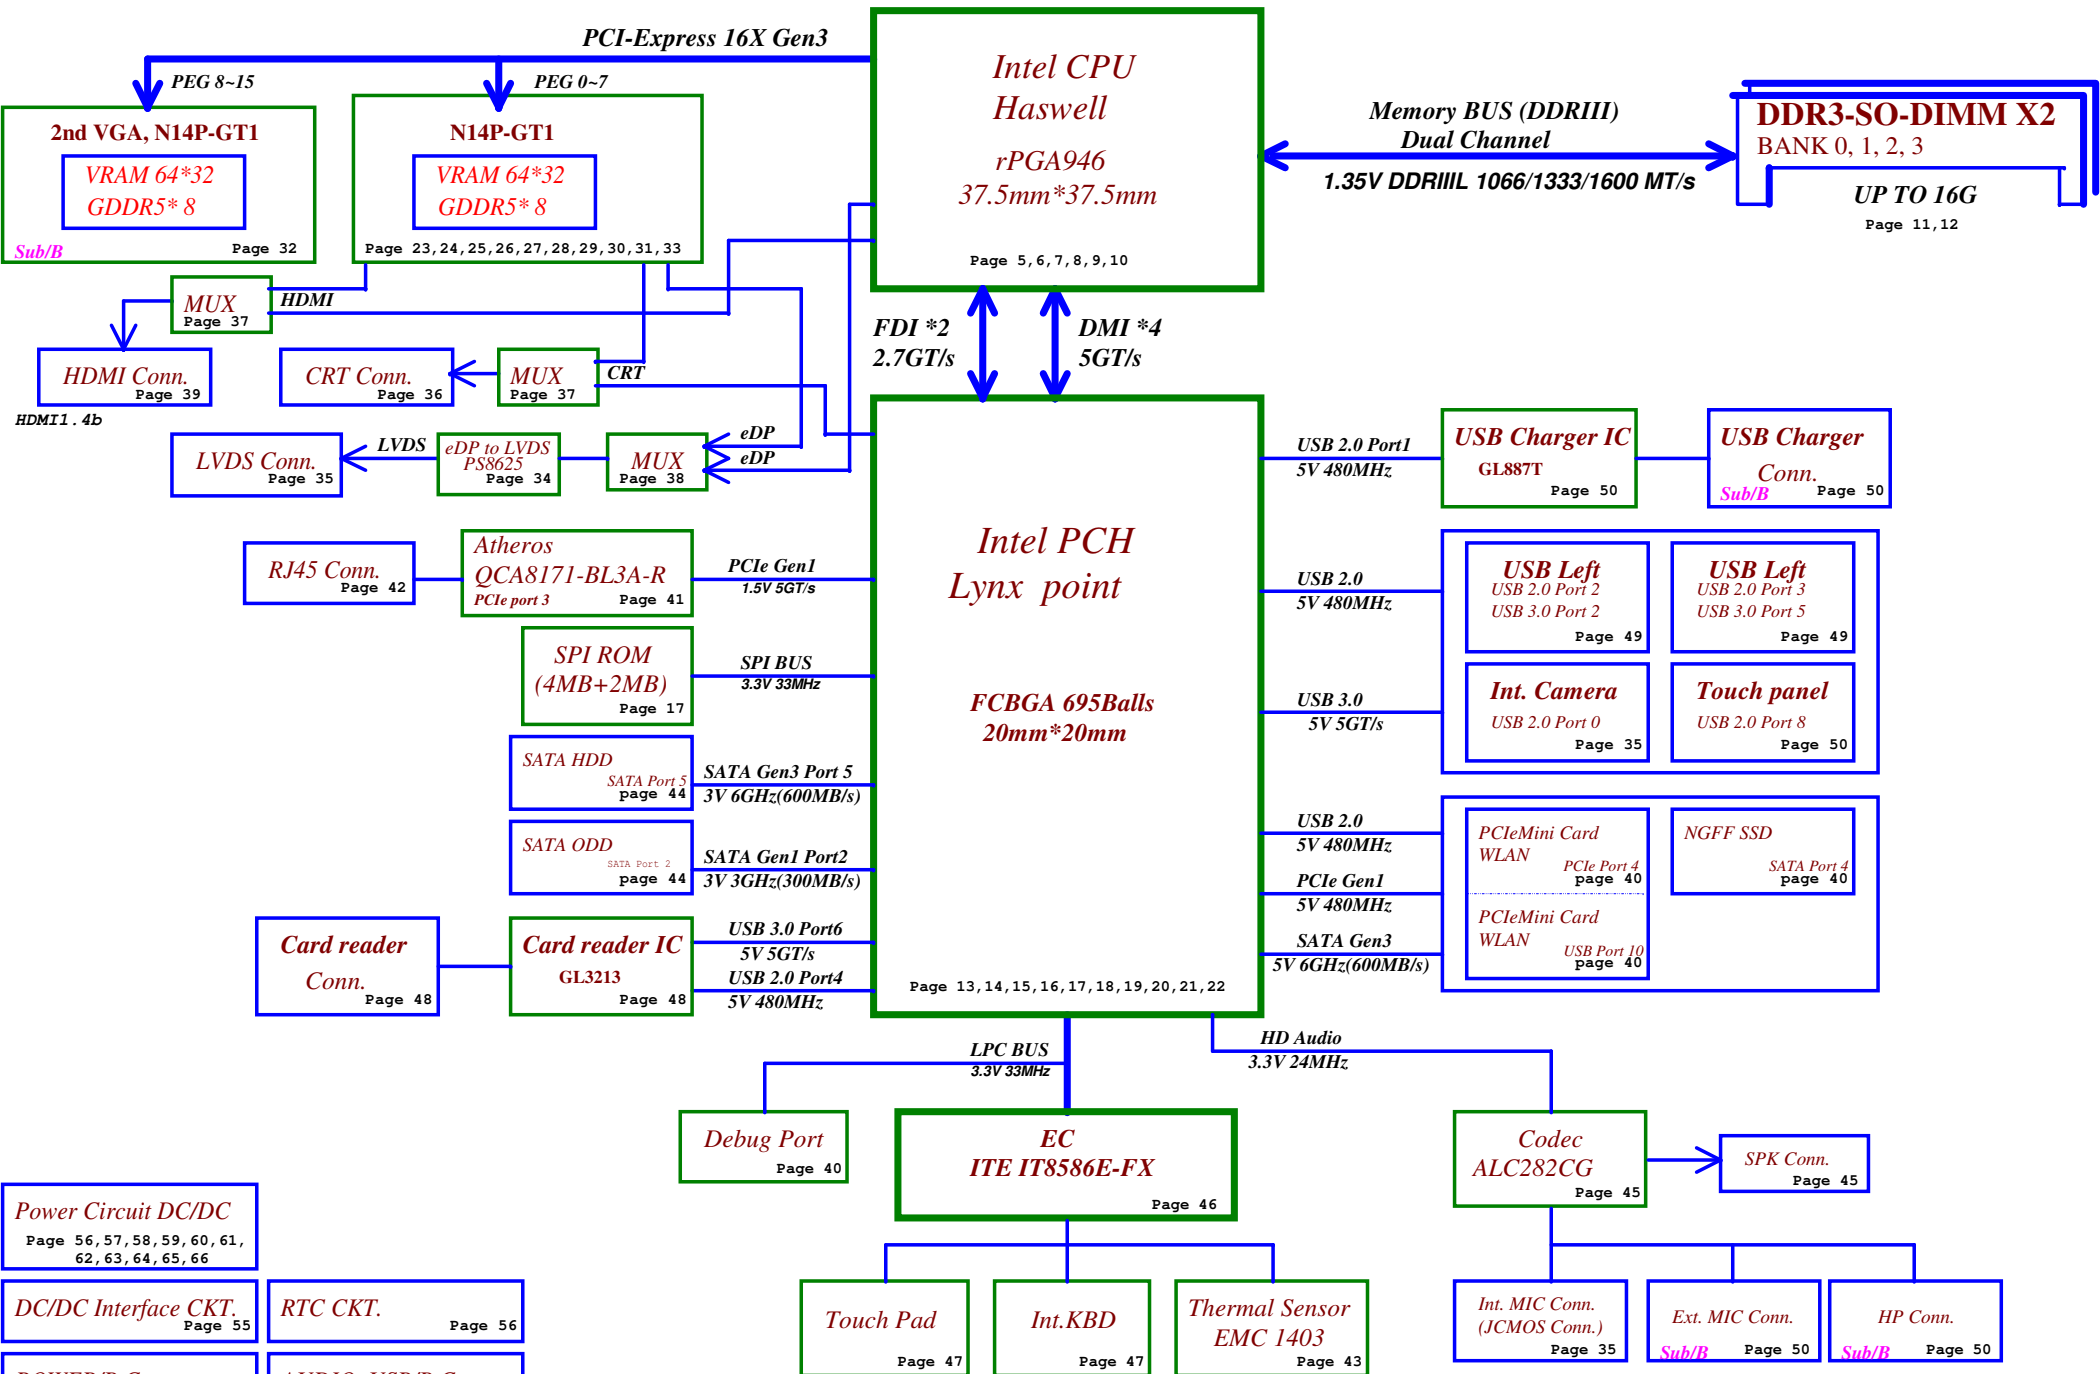 PCI-Express 16X Gen3
PEG 8~15
PEG 0~7
2nd VGA, N14P-GT1
VRAM 64*32
GDDR5* 8
Sub/B
Page 32
N14P-GT1
VRAM 64*32
GDDR5* 8
Page 23,24,25,26,27,28,29,30,31,33
Intel CPU
Haswell
rPGA946
37.5mm*37.5mm
Page 5,6,7,8,9,10
Memory BUS (DDRIII)
Dual Channel
1.35V DDRIIIL 1066/1333/1600 MT/s
DDR3-SO-DIMM X2
BANK 0, 1, 2, 3
UP TO 16G
Page 11,12
MUX
Page 37
HDMI
HDMI Conn.
Page 39
HDMI1.4b
CRT Conn.
Page 36
MUX
Page 37
CRT
FDI *2
2.7GT/s
DMI *4
5GT/s
LVDS Conn.
Page 35
LVDS
eDP to LVDS
PS8625
Page 34
MUX
Page 38
eDP
eDP
RJ45 Conn.
Page 42
Atheros
QCA8171-BL3A-R
PCIe port 3
Page 41
PCIe Gen1
1.5V 5GT/s
SPI ROM
(4MB+2MB)
Page 17
SPI BUS
3.3V 33MHz
SATA HDD
SATA Port 5
page 44
SATA Gen3 Port 5
3V 6GHz(600MB/s)
SATA ODD
SATA Port 2
page 44
SATA Gen1 Port2
3V 3GHz(300MB/s)
Card reader
Conn.
Page 48
Card reader IC
GL3213
Page 48
USB 3.0 Port6
5V 5GT/s
USB 2.0 Port4
5V 480MHz
Intel PCH
Lynx point
FCBGA 695Balls
20mm*20mm
Page 13,14,15,16,17,18,19,20,21,22
USB 2.0 Port1
5V 480MHz
USB Charger IC
GL887T
Page 50
USB Charger
Conn.
Sub/B
Page 50
USB 2.0
5V 480MHz
USB 3.0
5V 5GT/s
USB Left
USB 2.0 Port 2
USB 3.0 Port 2
Page 49
USB Left
USB 2.0 Port 3
USB 3.0 Port 5
Page 49
Int. Camera
USB 2.0 Port 0
Page 35
Touch panel
USB 2.0 Port 8
Page 50
USB 2.0
5V 480MHz
PCIe Gen1
5V 480MHz
SATA Gen3
5V 6GHz(600MB/s)
PCIeMini Card
WLAN
PCIe Port 4
page 40
PCIeMini Card
WLAN
USB Port 10
page 40
NGFF SSD
SATA Port 4
page 40
LPC BUS
3.3V 33MHz
HD Audio
3.3V 24MHz
Debug Port
Page 40
EC
ITE IT8586E-FX
Page 46
Codec
ALC282CG
Page 45
SPK Conn.
Page 45
Power Circuit DC/DC
Page 56,57,58,59,60,61,
62,63,64,65,66
DC/DC Interface CKT.
Page 55
RTC CKT.
Page 56
Touch Pad
Page 47
Int.KBD
Page 47
Thermal Sensor
EMC 1403
Page 43
Int. MIC Conn.
(JCMOS Conn.)
Page 35
Ext. MIC Conn.
Sub/B
Page 50
HP Conn.
Sub/B
Page 50